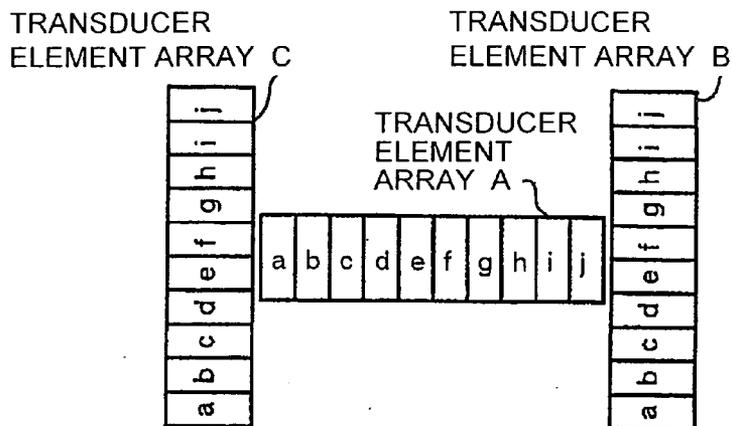 TRANSDUCER
ELEMENT ARRAY C
TRANSDUCER
ELEMENT ARRAY B
TRANSDUCER
ELEMENT
ARRAY A
j
i
h
g
f
e
d
c
b
a
a b c d e f g h i j
j
i
h
g
f
e
d
c
b
a